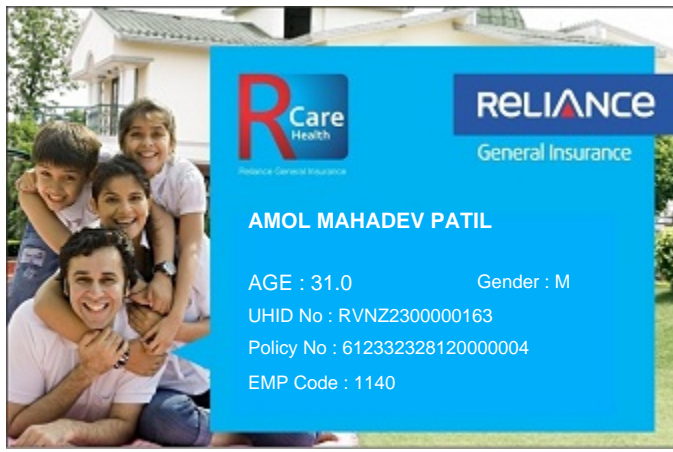 RCare
Health
Reliance General Insurance
RELIANCE
General Insurance
AMOL MAHADEV PATIL
AGE : 31.0 Gender : M
UHID No : RVNZ2300000163
Policy No : 612332328120000004
EMP Code : 1140